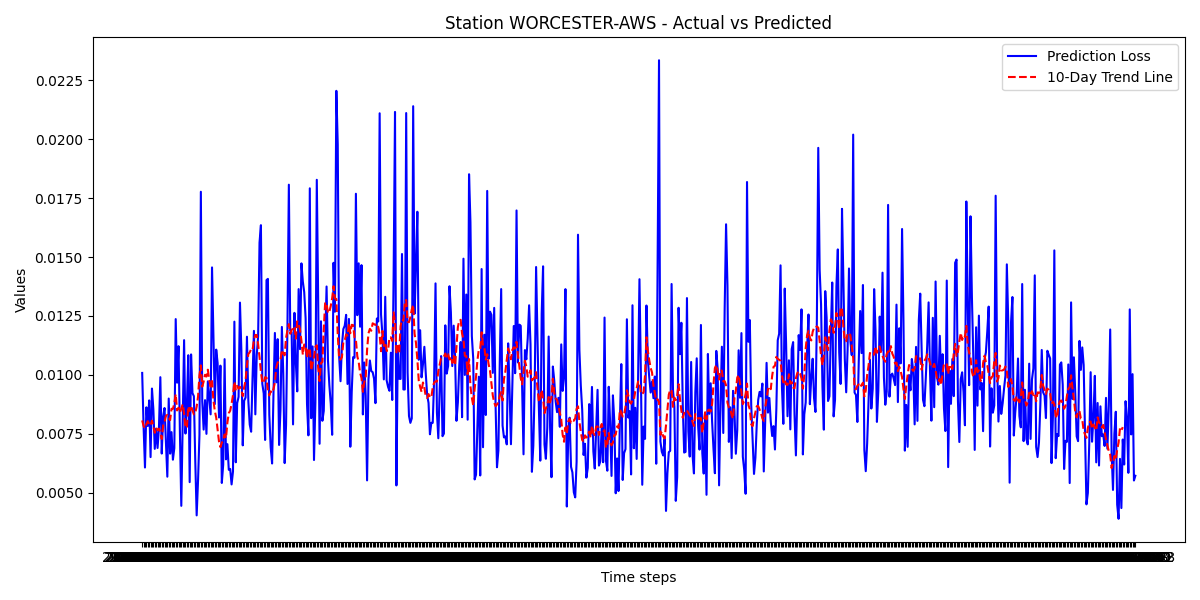 Station WORCESTER-AWS - Actual vs Predicted
Prediction Loss
10-Day Trend Line
0.0225
0.0200
0.0175
0.0150
0.0125
0.0100
0.0075
0.0050
Values
Time steps